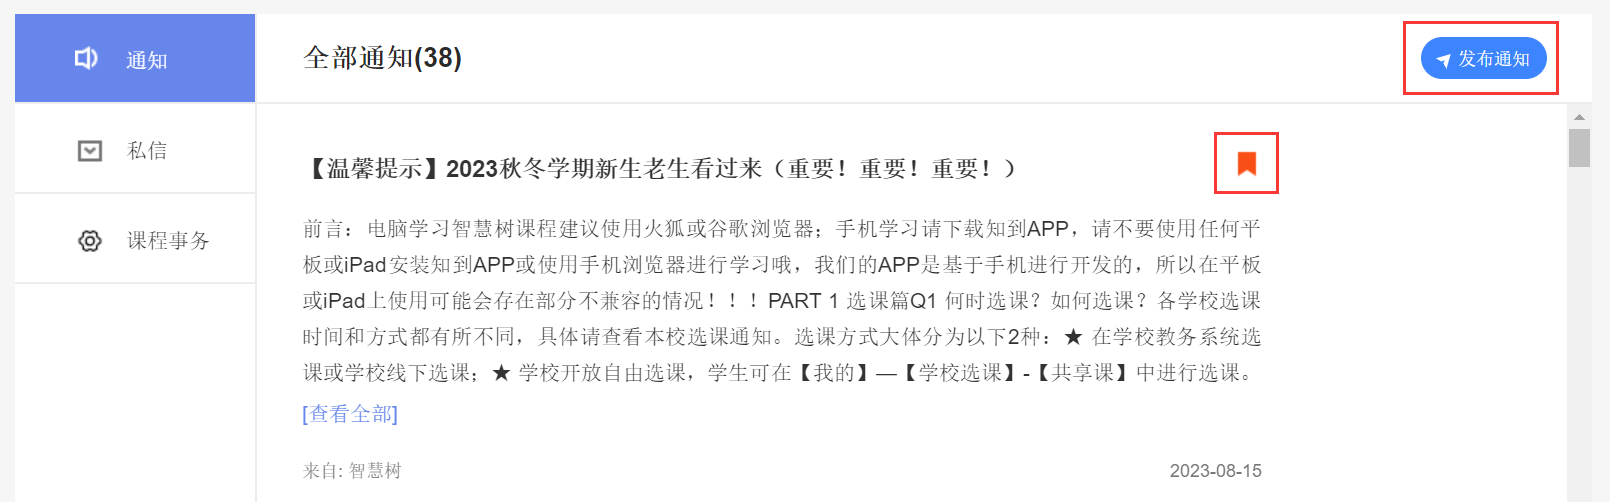 通知
全部通知(38)
发布通知
私信
课程事务
【温馨提示】2023秋冬学期新生老生看过来（重要！重要！重要！）
前言：电脑学习智慧树课程建议使用火狐或谷歌浏览器；手机学习请下载知到APP，请不要使用任何平
板或iPad安装知到APP或使用手机浏览器进行学习哦，我们的APP是基于手机进行开发的，所以在平板
或iPad上使用可能会存在部分不兼容的情况！！！PART 1 选课篇Q1 何时选课？如何选课？各学校选课
时间和方式都有所不同，具体请查看本校选课通知。选课方式大体分为以下2种：★ 在学校教务系统选
课或学校线下选课；★ 学校开放自由选课，学生可在【我的】—【学校选课】-【共享课】中进行选课。
[查看全部]
来自: 智慧树
2023-08-15